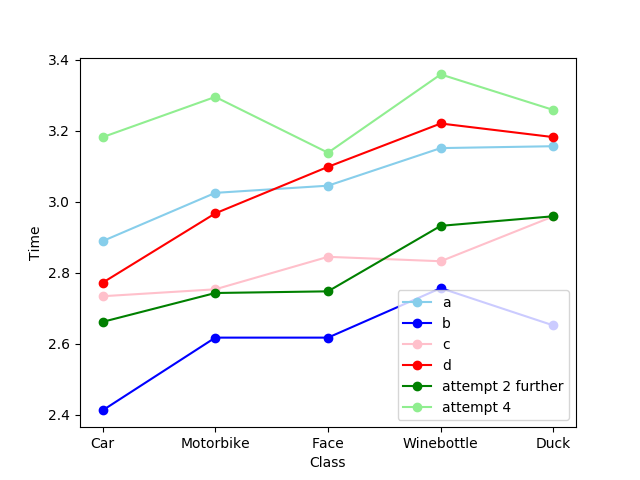 3.4
3.2
3.0
2.8
2.6
2.4
Time
a
b
c
d
attempt 2 further
attempt 4
Car Motorbike Face Winebottle Duck
Class